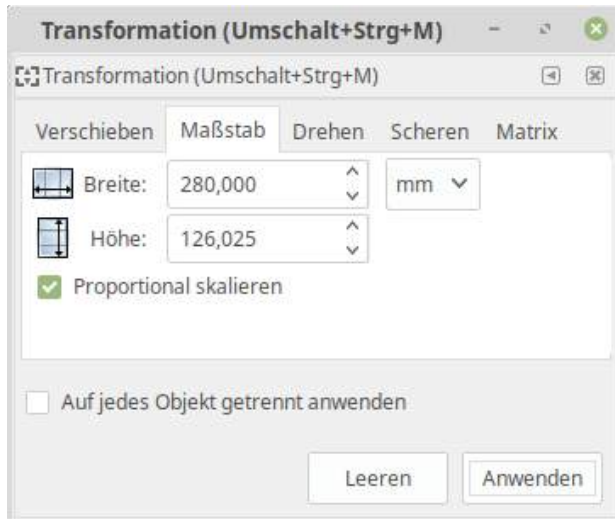 Transformation (Umschalt+Strg+M)
Transformation (Umschalt+Strg+M)
Verschieben Maßstab Drehen Scheren Matrix
Breite: 280,000 mm
Höhe: 126,025
Proportional skalieren
Auf jedes Objekt getrennt anwenden
Leeren Anwenden